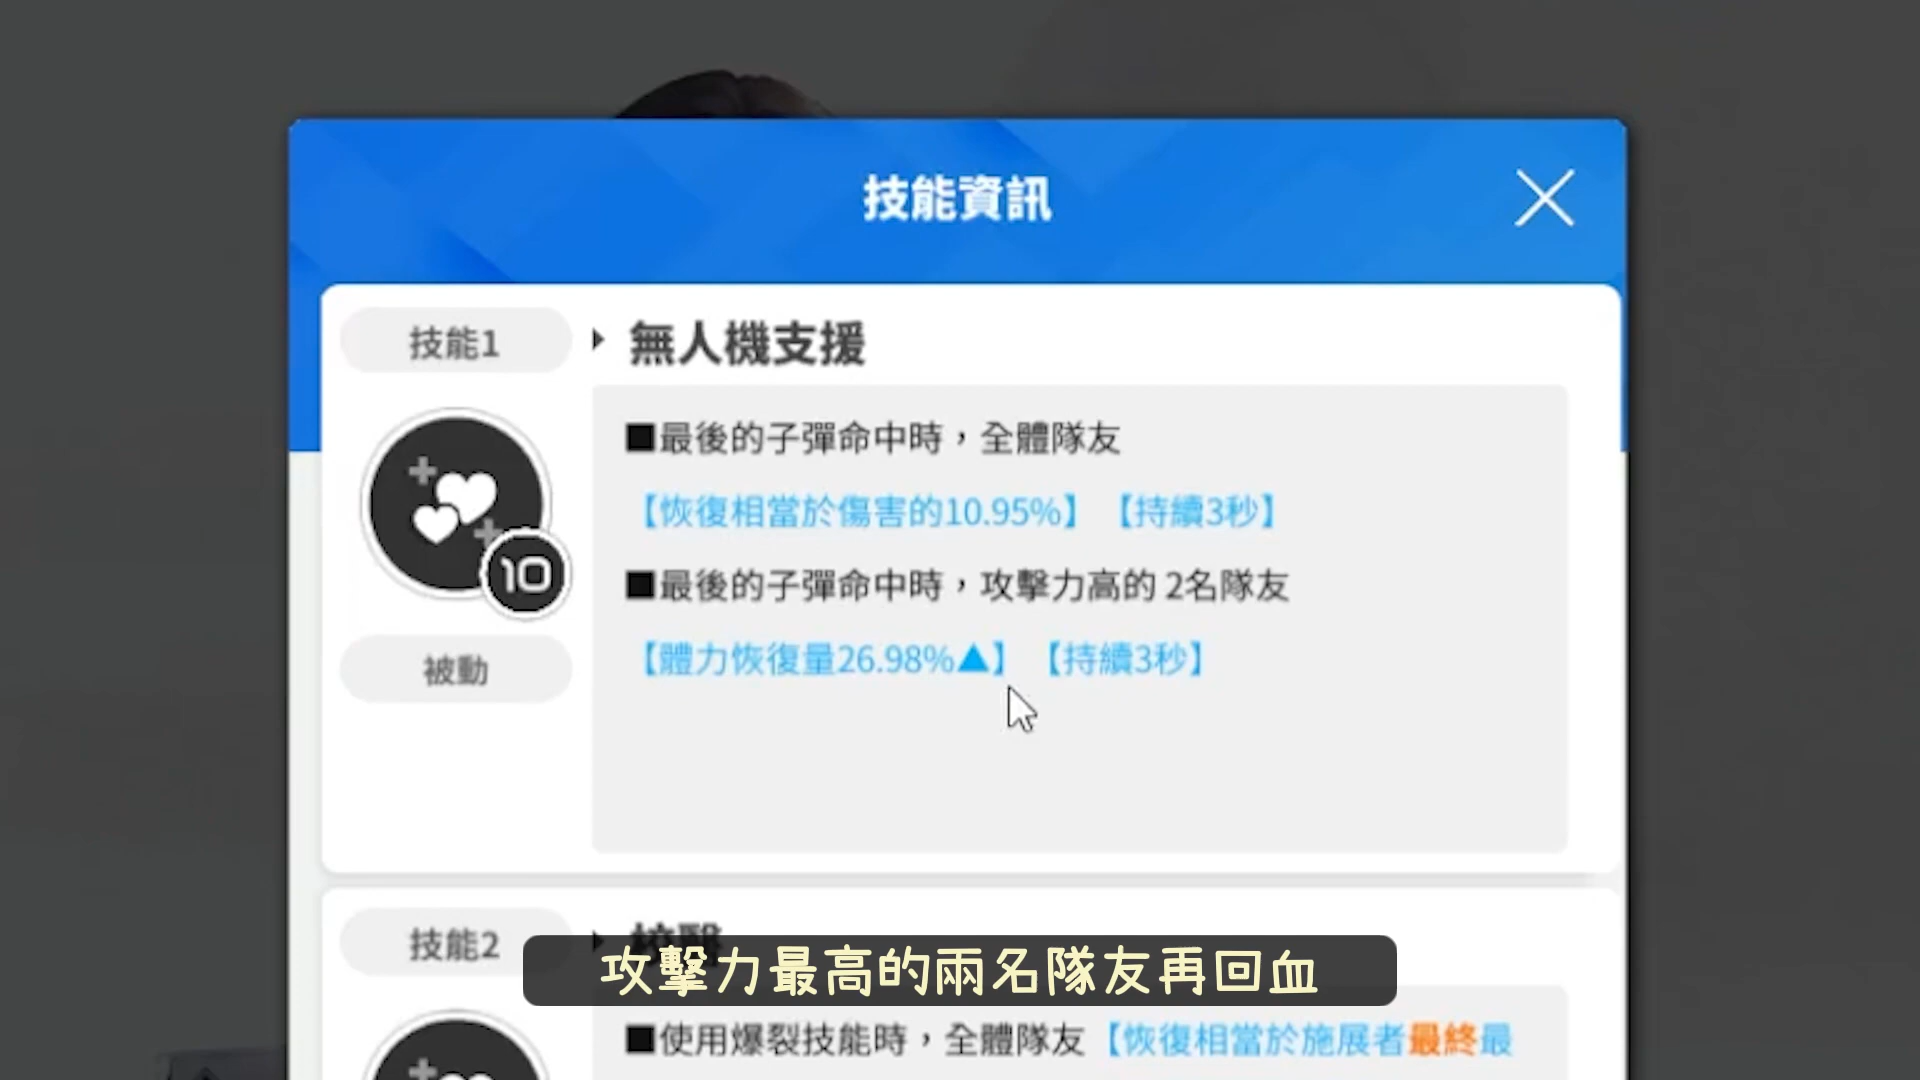 技能資訊
技能1
無人機支援
■最後的子彈命中時，全體隊友
【恢復相當於傷害的10.95%】【持續3秒】
■最後的子彈命中時，攻擊力高的 2名隊友
【體力恢復量26.98%▲】【持續3秒】
10
被動
技能2
攻擊力最高的兩名隊友再回血
■使用爆裂技能時，全體隊友【恢復相當於施展者最終最